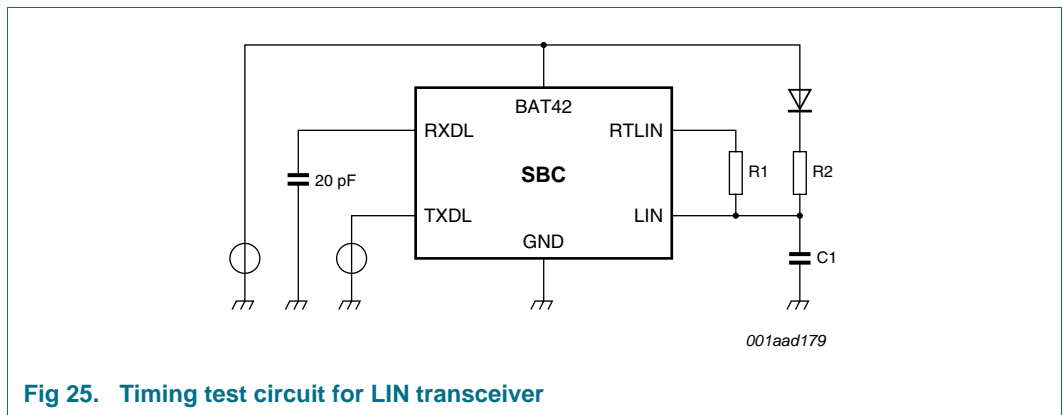 BAT42
RXDL
RTLIN
20 pF
SBC
R1
R2
TXDL
LIN
GND
C1
001aad179
Fig 25. Timing test circuit for LIN transceiver